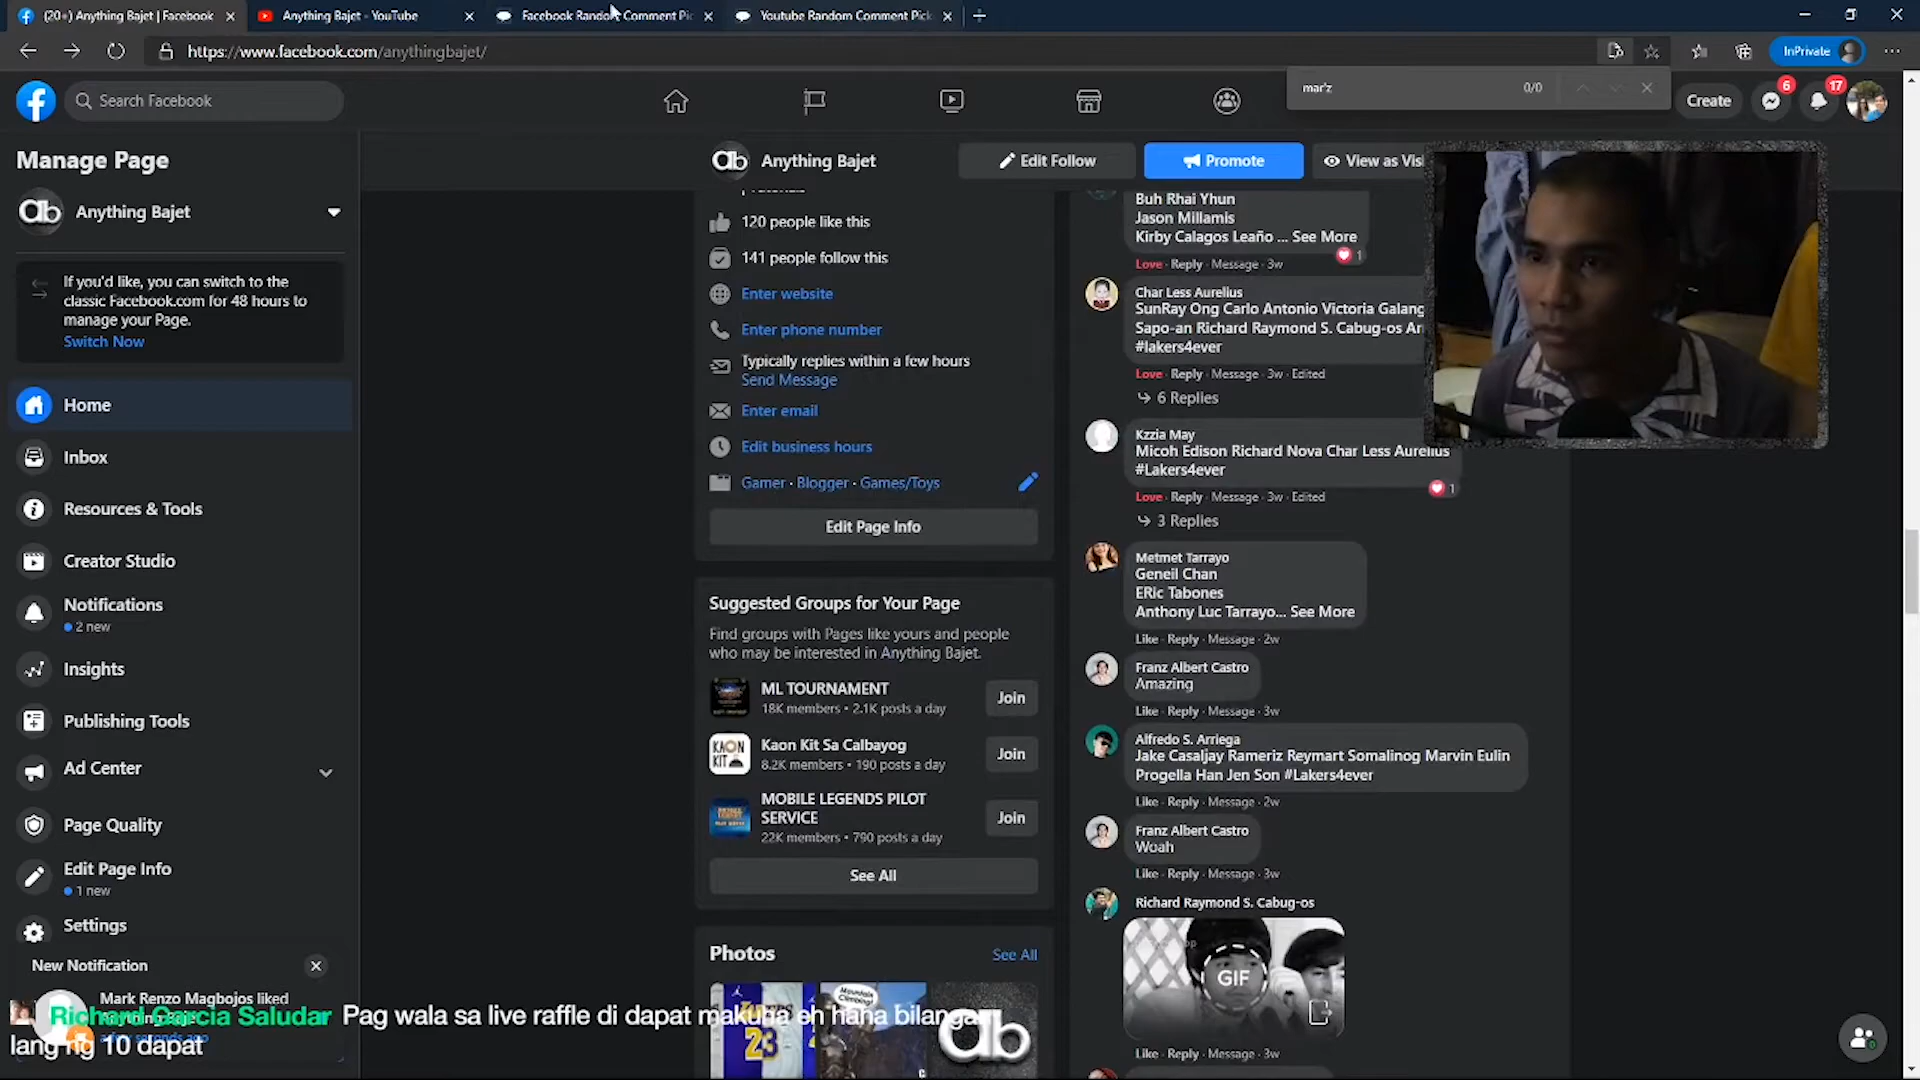 (20+) Anything Bajet | Facebook
Anything Bajet - YouTube
Facebook Random Comment Pic
Youtube Random Comment Pick
https://www.facebook.com/anythingbajet/
InPrivate
Search Facebook
mar'z
0/0
Create
6
17
Manage Page
Anything Bajet
Edit Follow
Promote
View as Visi
ab
Anything Bajet
If you'd like, you can switch to the
classic Facebook.com for 48 hours to
manage your Page.
Switch Now
Home
Inbox
Resources & Tools
Creator Studio
Notifications
2 new
Insights
Publishing Tools
Ad Center
Page Quality
Edit Page Info
1 new
Settings
New Notification
Mark Renzo Magbojos liked
120 people like this
141 people follow this
Enter website
Enter phone number
Typically replies within a few hours
Send Message
Enter email
Edit business hours
Gamer · Blogger · Games/Toys
Edit Page Info
Suggested Groups for Your Page
Find groups with Pages like yours and people
who may be interested in Anything Bajet.
ML TOURNAMENT
18K members • 2.1K posts a day
Join
KAON KIT
Kaon Kit Sa Calbayog
8.2K members • 190 posts a day
Join
MOBILE LEGENDS PILOT
SERVICE
22K members • 790 posts a day
Join
See All
Photos
See All
23
ab
Buh Rhai Yhun
Jason Millamis
Kirby Calagos Leaño ... See More
1
Love · Reply · Message · 3w
Char Less Aurelius
SunRay Ong Carlo Antonio Victoria Galang
Sapo-an Richard Raymond S. Cabug-os
#lakers4ever
Love · Reply · Message · 3w · Edited
6 Replies
Kzzia May
Micoh Edison Richard Nova Char Less Aurelius
#Lakers4ever
1
Love · Reply · Message · 3w · Edited
3 Replies
Metmet Tarrayo
Geneil Chan
ERic Tabones
Anthony Luc Tarrayo... See More
Like · Reply · Message · 2w
Franz Albert Castro
Amazing
Like · Reply · Message · 3w
Alfredo S. Arriega
Jake Casaljay Rameriz Reymart Somalinog Marvin Eulin
Progella Han Jen Son #Lakers4ever
Like · Reply · Message · 2w
Franz Albert Castro
Woah
Like · Reply · Message · 3w
Richard Raymond S. Cabug-os
GIF
Like · Reply · Message · 3w
Richard Garcia Saludar Pag wala sa live raffle di dapat makuha eh haha bilangan
lang ng 10 dapat